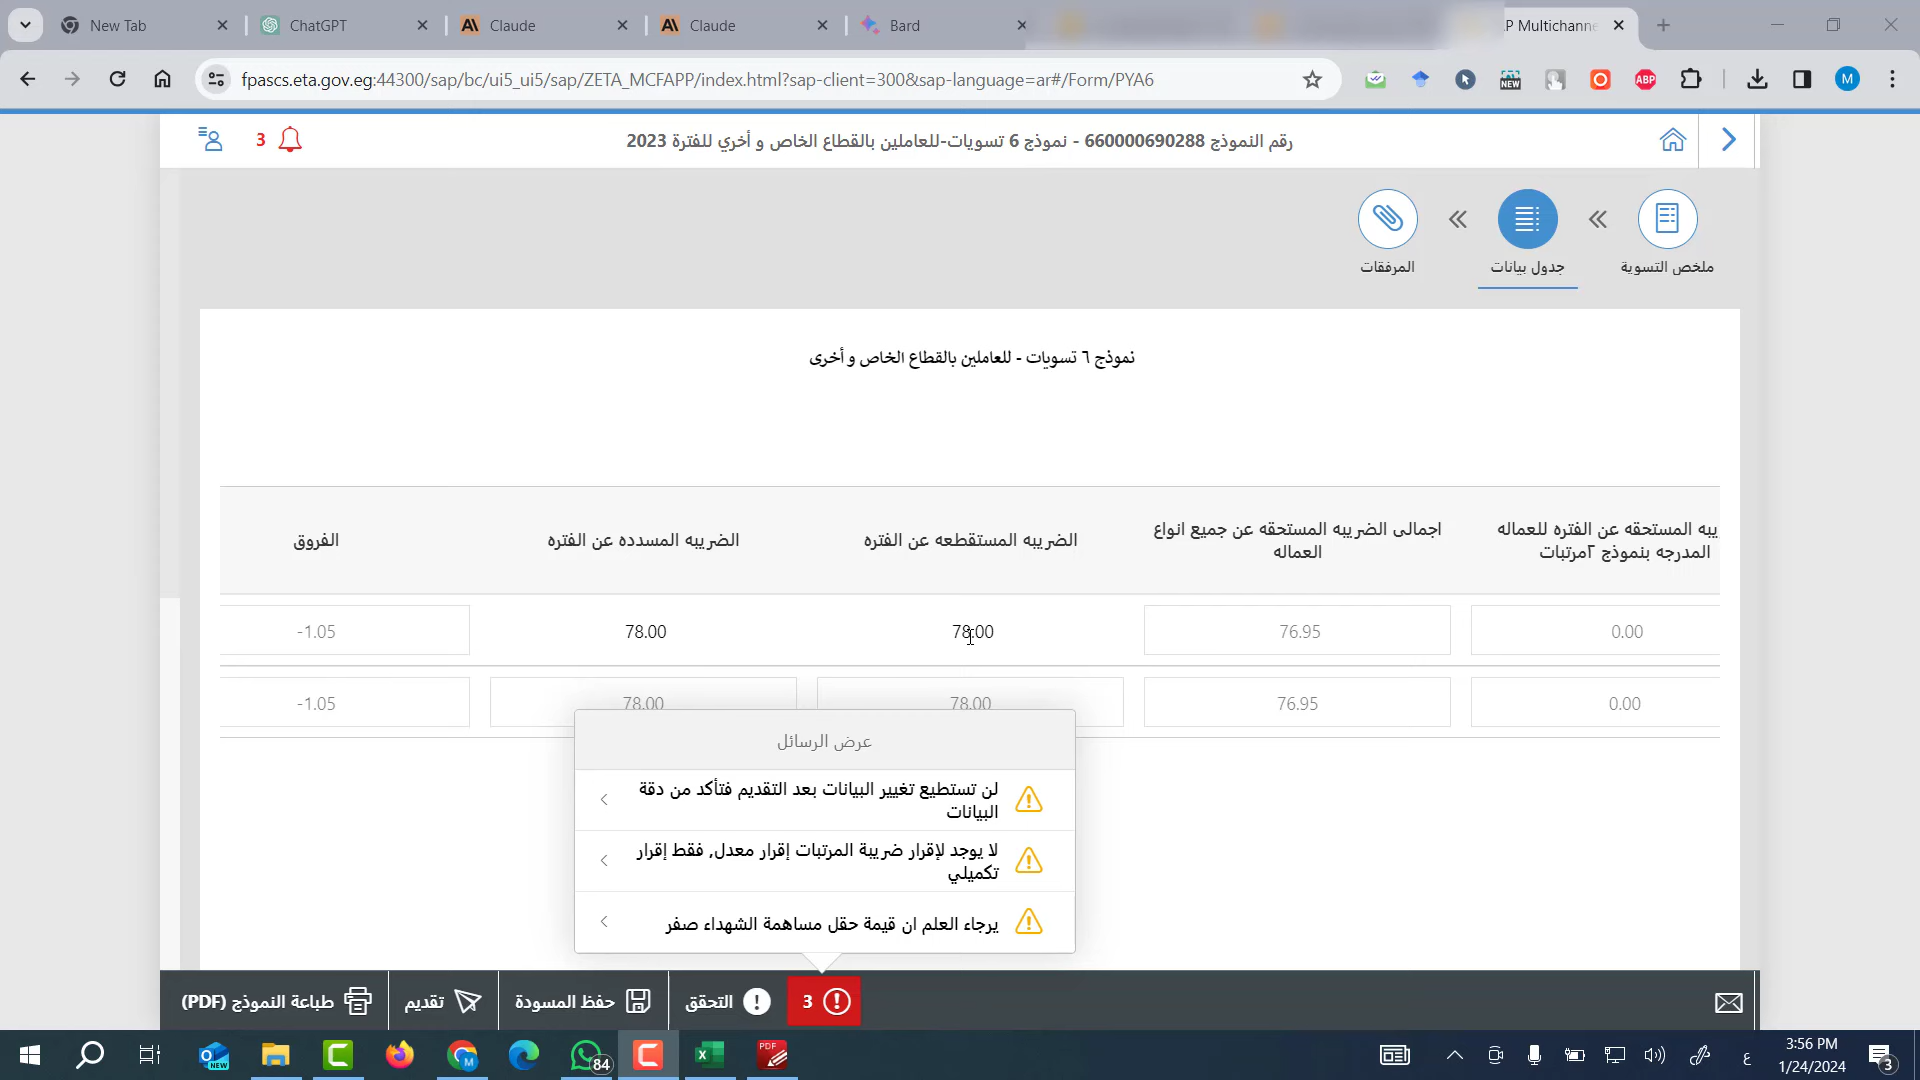 New Tab
ChatGPT
Claude
Claude
Bard
P Multichanne
fpascs.eta.gov.eg:44300/sap/bc/ui5_ui5/sap/ZETA_MCFAPP/index.html?sap-client=300&sap-language=ar#/Form/PYA6
NEW
ABP
M
رقم النموذج 660000690288 - نموذج 6 تسويات-للعاملين بالقطاع الخاص و أخري للفترة 2023
3
ملخص التسوية
جدول بيانات
المرفقات
نموذج ٦ تسويات - للعاملين بالقطاع الخاص و أخرى
يبه المستحقه عن الفتره للعماله
المدرجه بنموذج ٢مرتبات
اجمالى الضريبه المستحقه عن جميع انواع
العماله
الضريبه المستقطعه عن الفتره
الضريبه المسدده عن الفتره
الفروق
0.00
76.95
78.00
78.00
-1.05
0.00
76.95
78.00
78.00
-1.05
عرض الرسائل
لن تستطيع تغيير البيانات بعد التقديم فتأكد من دقة
البيانات
لا يوجد لإقرار ضريبة المرتبات إقرار معدل, فقط إقرار
تكميلي
يرجاء العلم ان قيمة حقل مساهمة الشهداء صفر
3
التحقق
حفظ المسودة
تقديم
طباعة النموذج (PDF)
NEW
84
PDF
ع
3:56 PM
1/24/2024
3